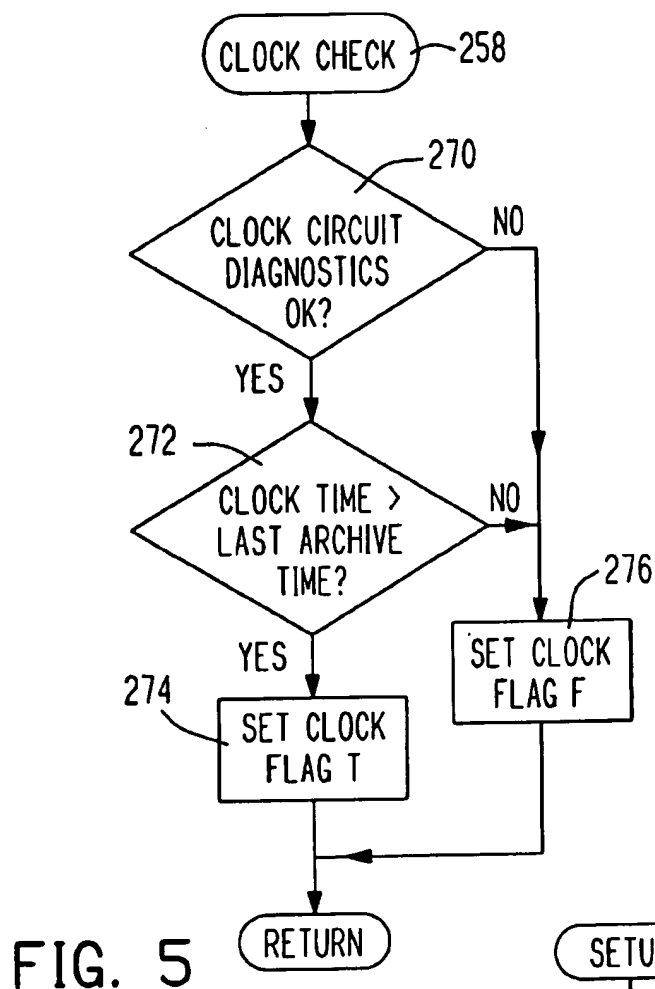 CLOCK CHECK
258
270
CLOCK CIRCUIT
DIAGNOSTICS
OK?
NO
YES
272
CLOCK TIME >
LAST ARCHIVE
TIME?
NO
YES
276
SET CLOCK
FLAG F
274
SET CLOCK
FLAG T
RETURN
FIG. 5